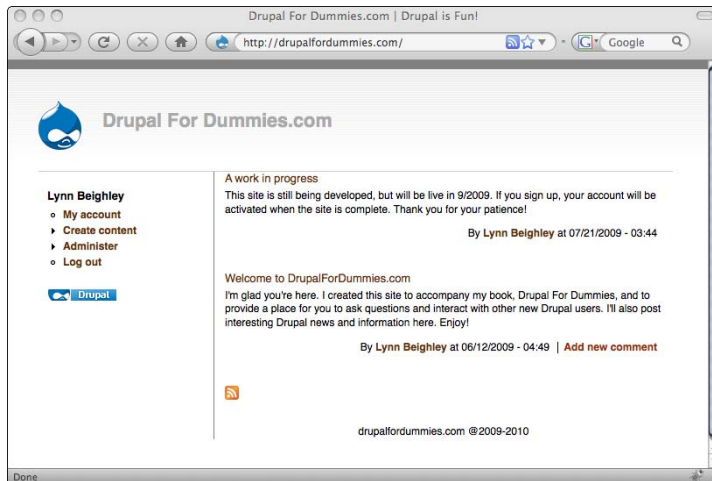 Drupal For Dummies.com | Drupal is Fun!
http://drupalfordummies.com/
Google
Drupal For Dummies.com
Lynn Beighley
My account
Create content
Administer
Log out
Drupal
A work in progress
This site is still being developed, but will be live in 9/2009. If you sign up, your account will be
activated when the site is complete. Thank you for your patience!
By Lynn Beighley at 07/21/2009 - 03:44
Welcome to DrupalForDummies.com
I'm glad you're here. I created this site to accompany my book, Drupal For Dummies, and to
provide a place for you to ask questions and interact with other new Drupal users. I'll also post
interesting Drupal news and information here. Enjoy!
By Lynn Beighley at 06/12/2009 - 04:49 | Add new comment
drupalfordummies.com @2009-2010
Done